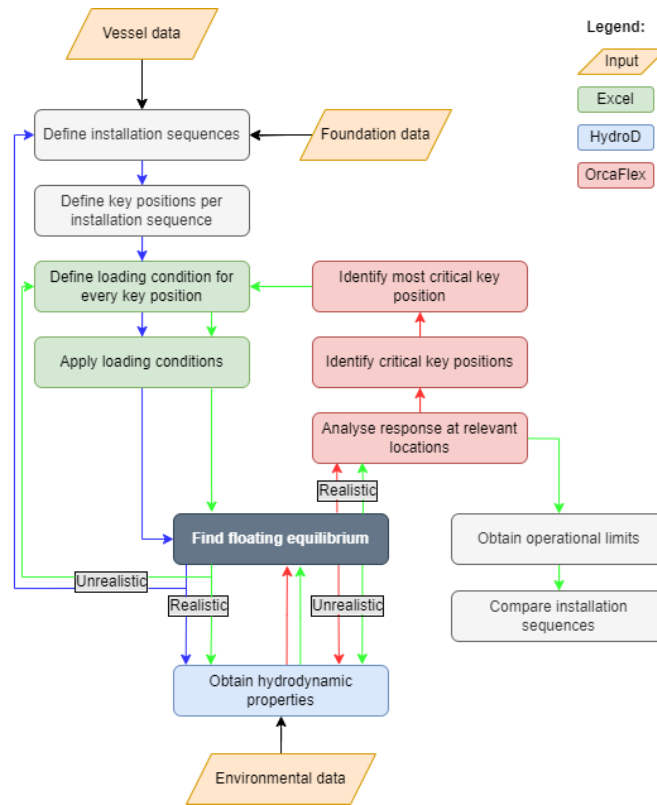 Vessel data
Legend:
Input
Excel
HydroD
OrcaFlex
Define installation sequences
Foundation data
Define key positions per
installation sequence
Define loading condition for
every key position
Identify most critical key
position
Apply loading conditions
Identify critical key positions
Analyse response at relevant
locations
Realistic
Find floating equilibrium
Obtain operational limits
Unrealistic
Realistic
Unrealistic
Compare installation
sequences
Obtain hydrodynamic
properties
Environmental data